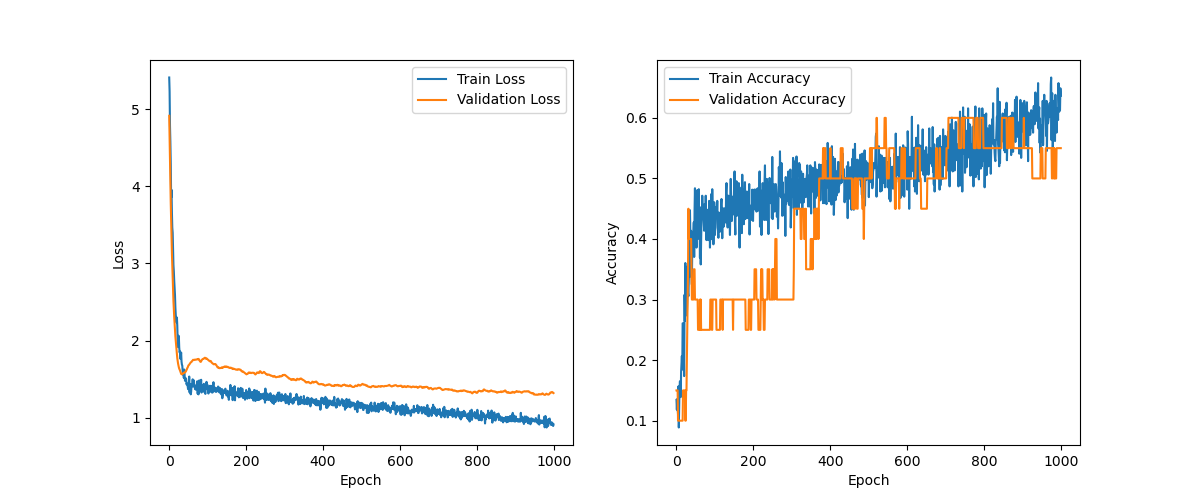 Train Loss
Validation Loss
5
4
3
2
1
Loss
0 200 400 600 800 1000
Epoch
Train Accuracy
Validation Accuracy
0.6
0.5
0.4
0.3
0.2
0.1
Accuracy
0 200 400 600 800 1000
Epoch